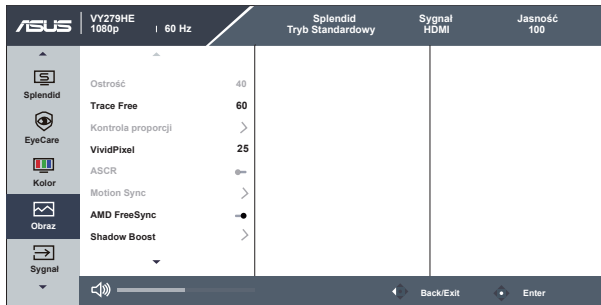 ASUS
VY279HE
1080p
60 Hz
Splendid
Tryb Standardowy
Sygnał
HDMI
Jasność
100
Splendid
EyeCare
Kolor
Obraz
Sygnał
Ostrość 40
Trace Free 60
Kontrola proporcji
VividPixel 25
ASCR
Motion Sync
AMD FreeSync
Shadow Boost
Back/Exit
Enter